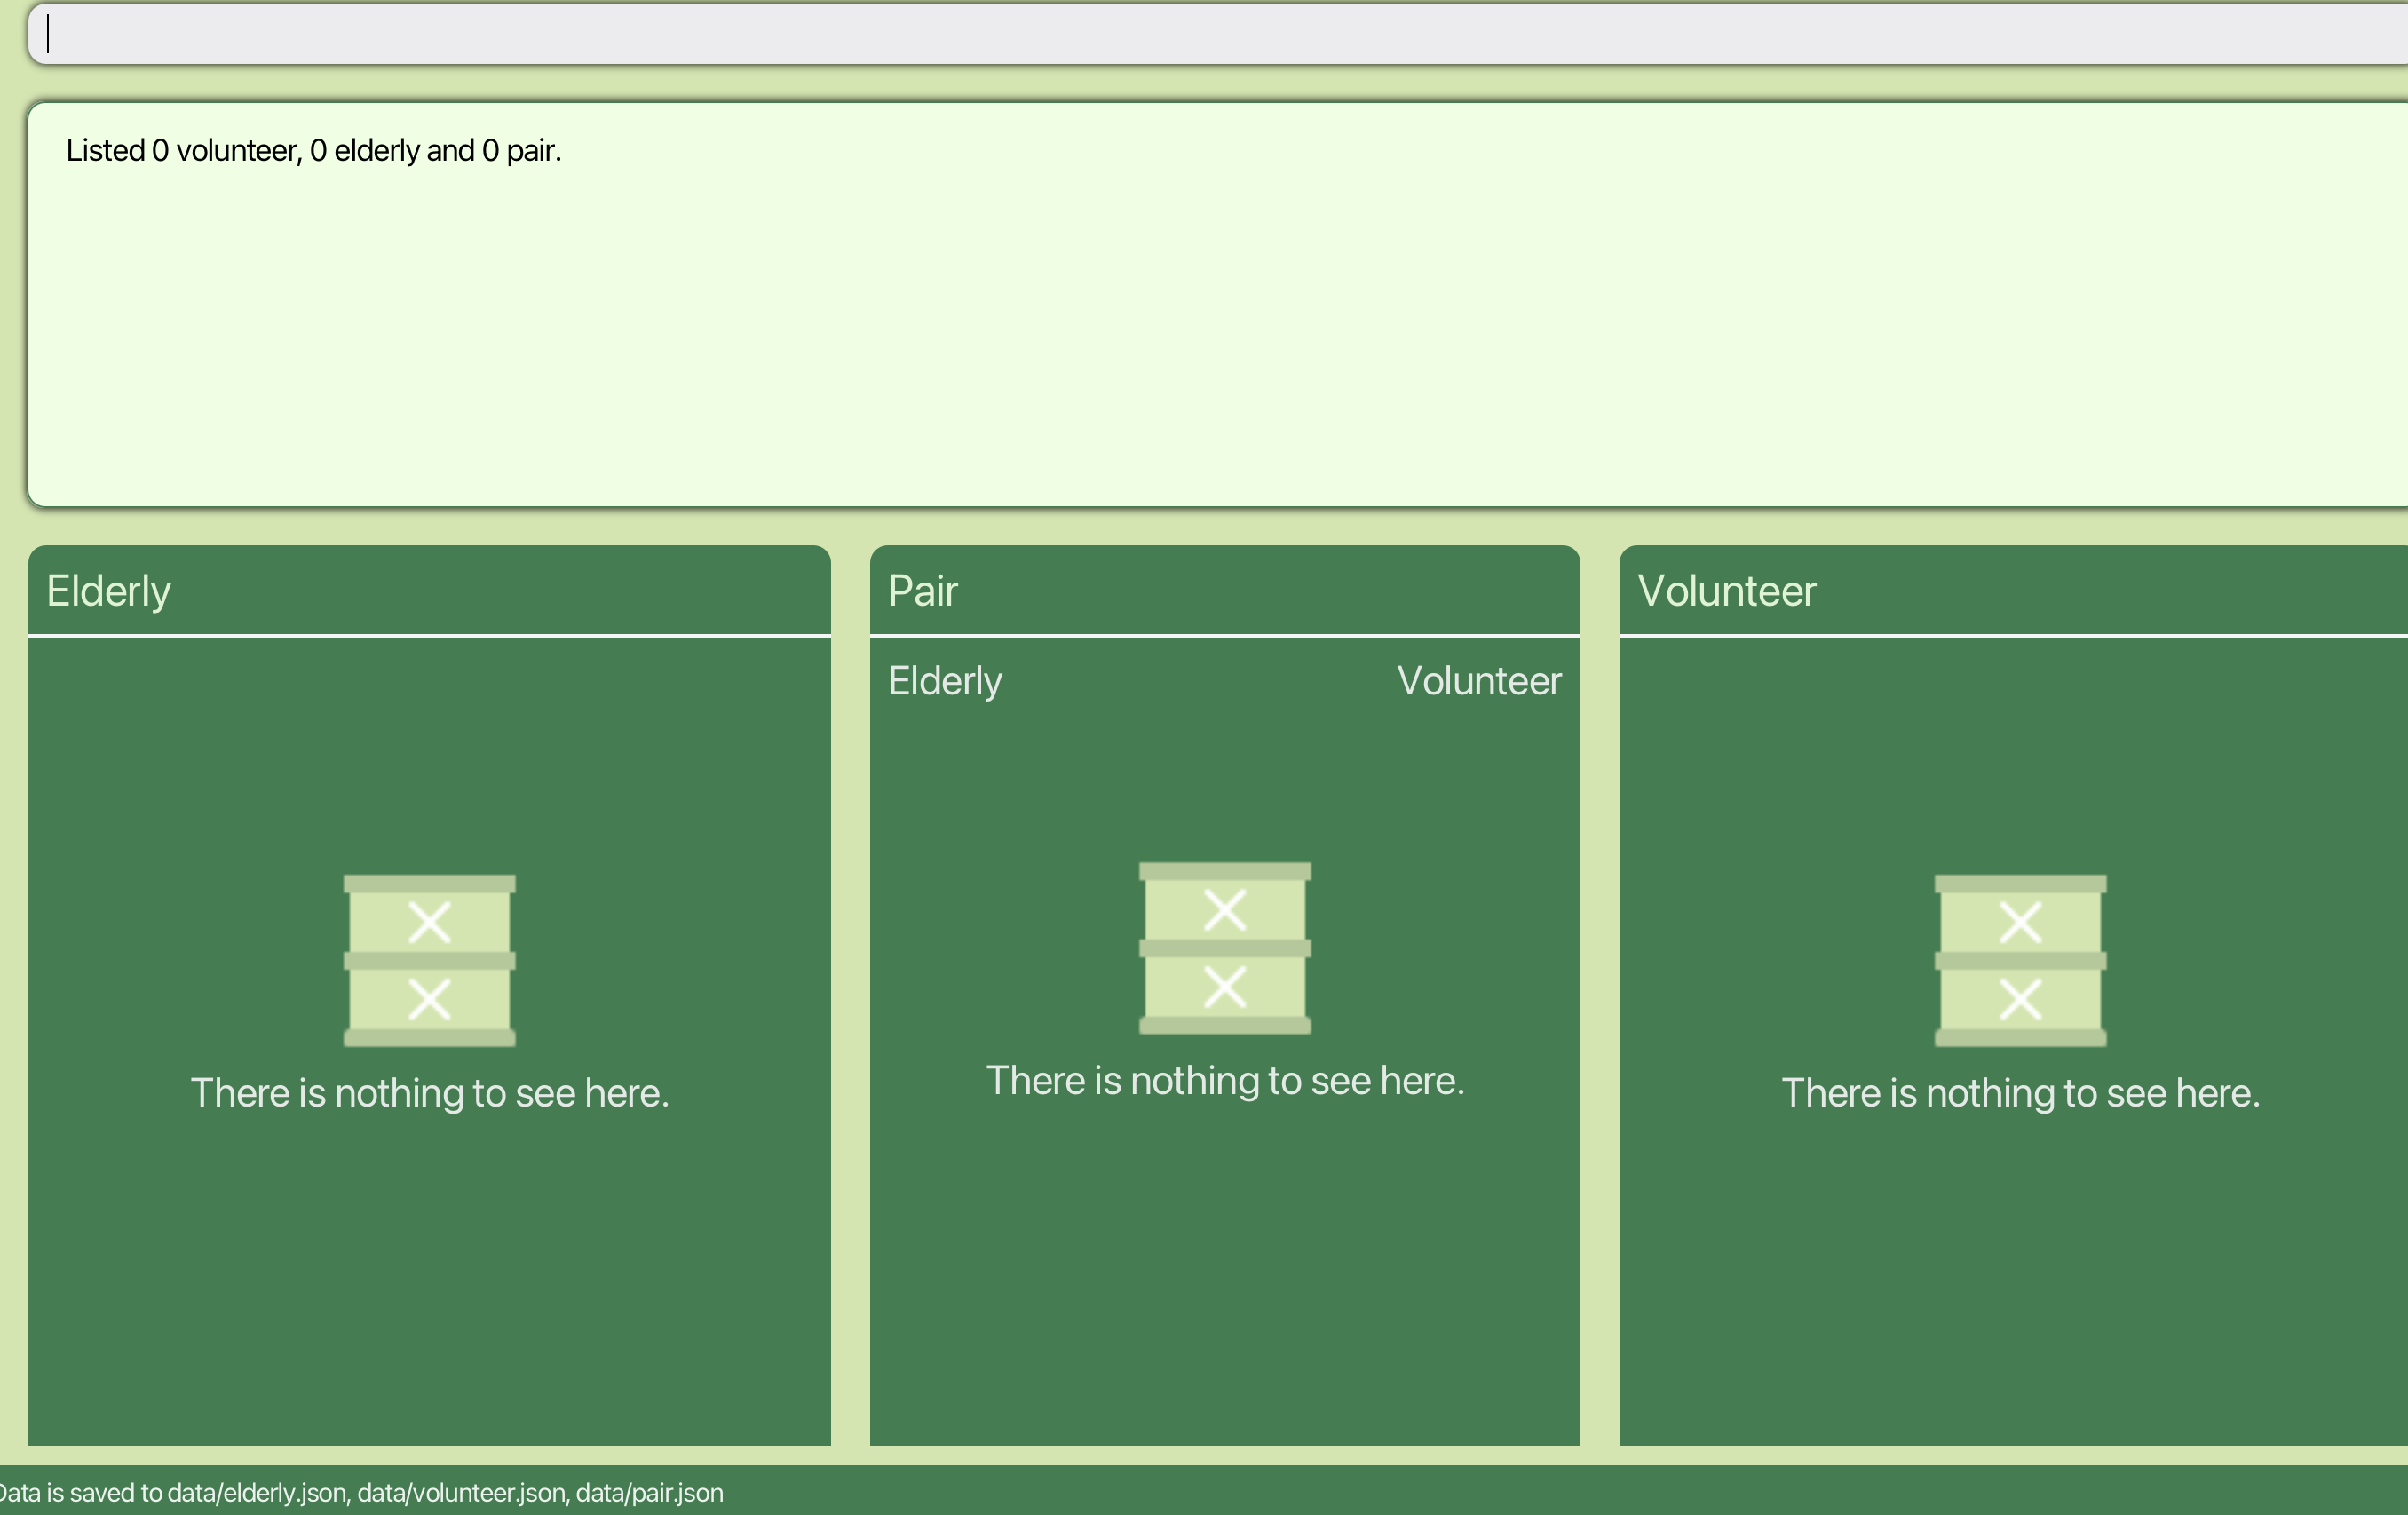 Listed 0 volunteer, 0 elderly and 0 pair.
Elderly
Pair
Volunteer
Elderly Volunteer
There is nothing to see here.
There is nothing to see here.
There is nothing to see here.
Data is saved to data/elderly.json, data/volunteer.json, data/pair.json